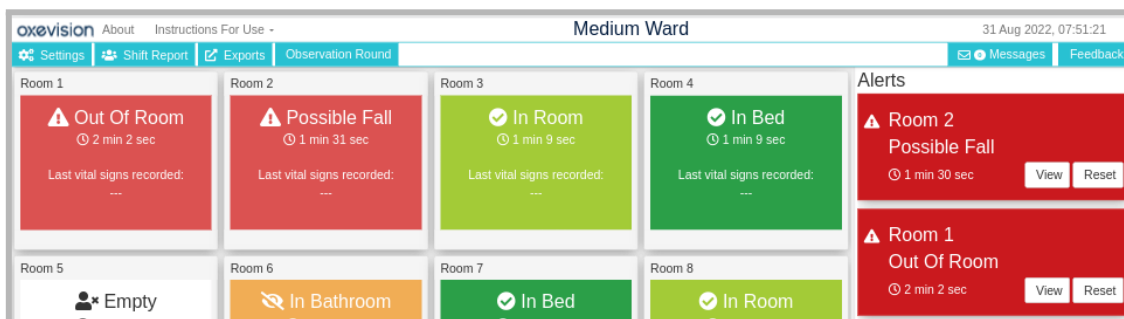 oxevision About Instructions For Use - Medium Ward 31 Aug 2022, 07:51:21
Settings Shift Report Exports Observation Round 0 Messages Feedback
Room 1
Out Of Room
2 min 2 sec
Last vital signs recorded:
---
Room 2
Possible Fall
1 min 31 sec
Last vital signs recorded:
---
Room 3
In Room
1 min 9 sec
Last vital signs recorded:
---
Room 4
In Bed
1 min 9 sec
Last vital signs recorded:
---
Room 5
Empty
Room 6
In Bathroom
Room 7
In Bed
Room 8
In Room
Alerts
Room 2
Possible Fall
1 min 30 sec View Reset
Room 1
Out Of Room
2 min 2 sec View Reset